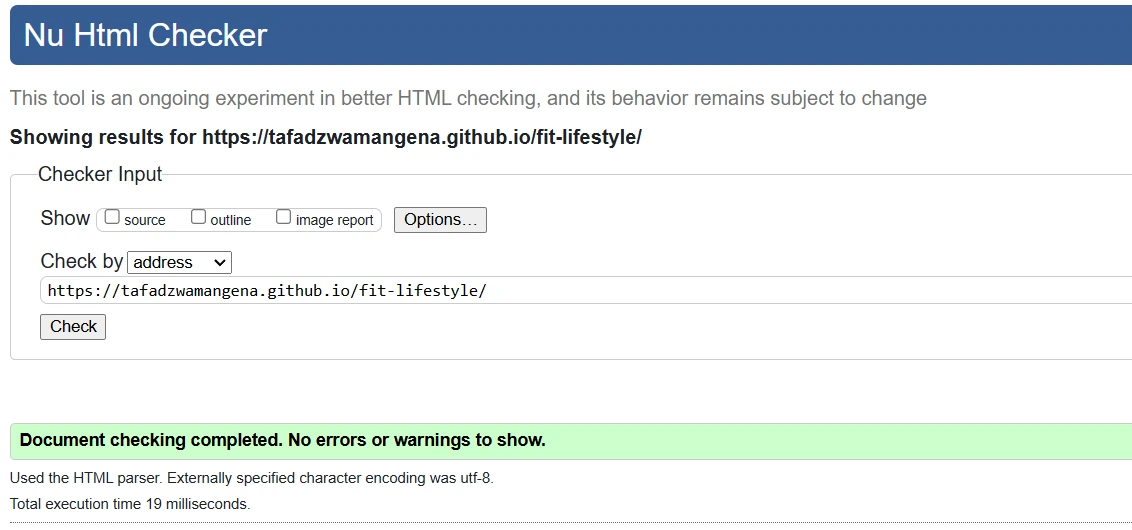 Nu Html Checker
This tool is an ongoing experiment in better HTML checking, and its behavior remains subject to change
Showing results for https://tafadzwamangena.github.io/fit-lifestyle/
Checker Input
Show source outline image report Options...
Check by address
https://tafadzwamangena.github.io/fit-lifestyle/
Check
Document checking completed. No errors or warnings to show.
Used the HTML parser. Externally specified character encoding was utf-8.
Total execution time 19 milliseconds.